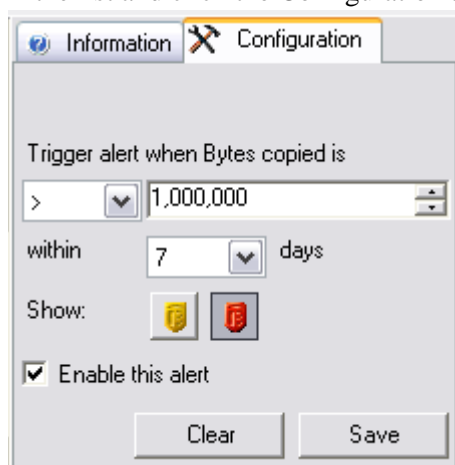 Information Configuration
Trigger alert when Bytes copied is
> 1,000,000
within 7 days
Show:
Enable this alert
Clear Save